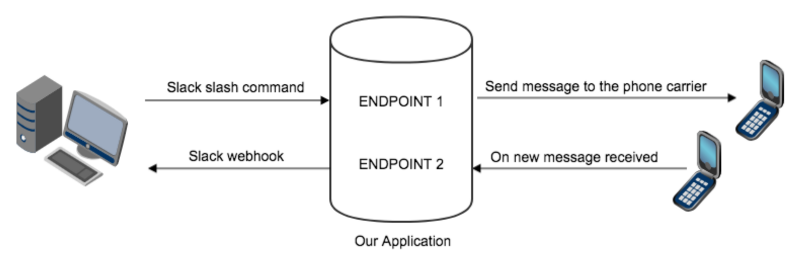 Slack slash command
ENDPOINT 1
Send message to the phone carrier
Slack webhook
ENDPOINT 2
On new message received
Our Application